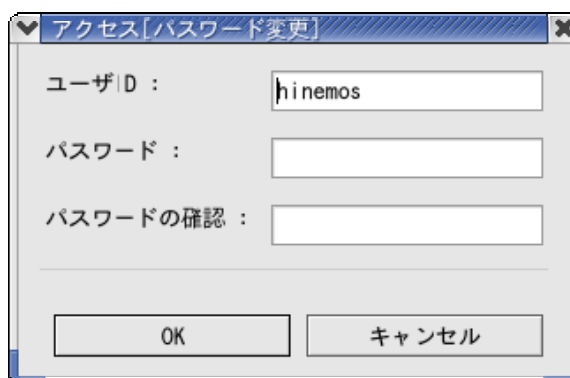 アクセス[パスワード変更]
ユーザID :
hinemos
パスワード :
パスワードの確認 :
OK
キャンセル